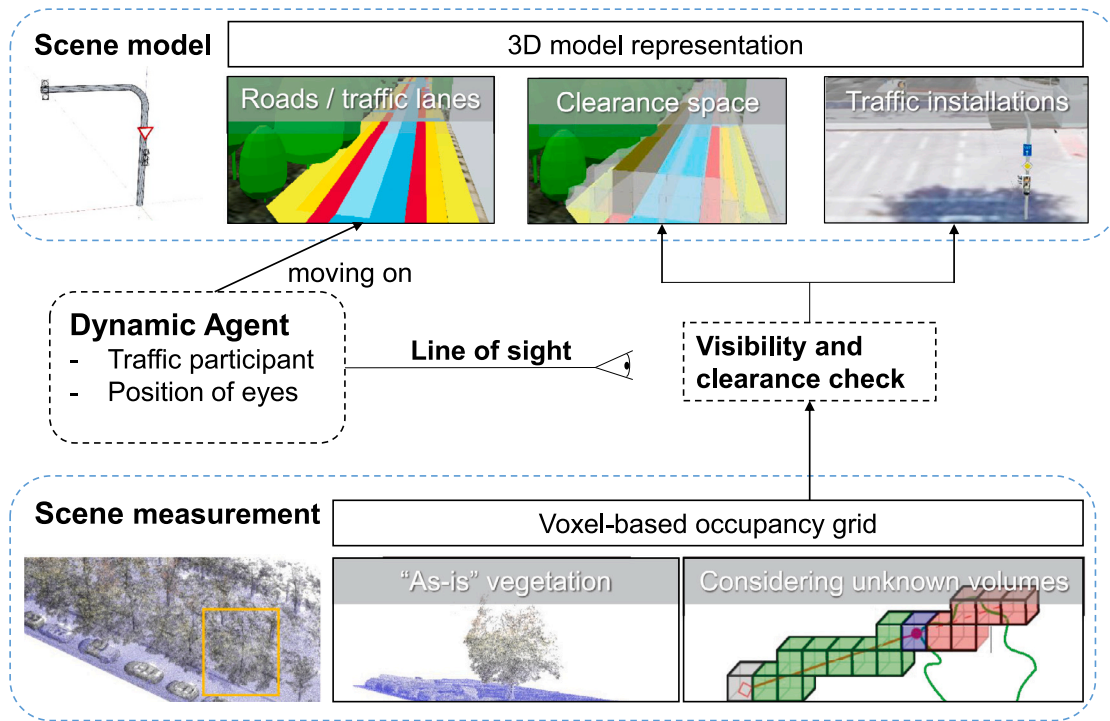 Scene model
3D model representation
Roads / traffic lanes
Clearance space
Traffic installations
moving on
Dynamic Agent
- Traffic participant
- Position of eyes
Line of sight
Visibility and
clearance check
Scene measurement
Voxel-based occupancy grid
“As-is” vegetation
Considering unknown volumes